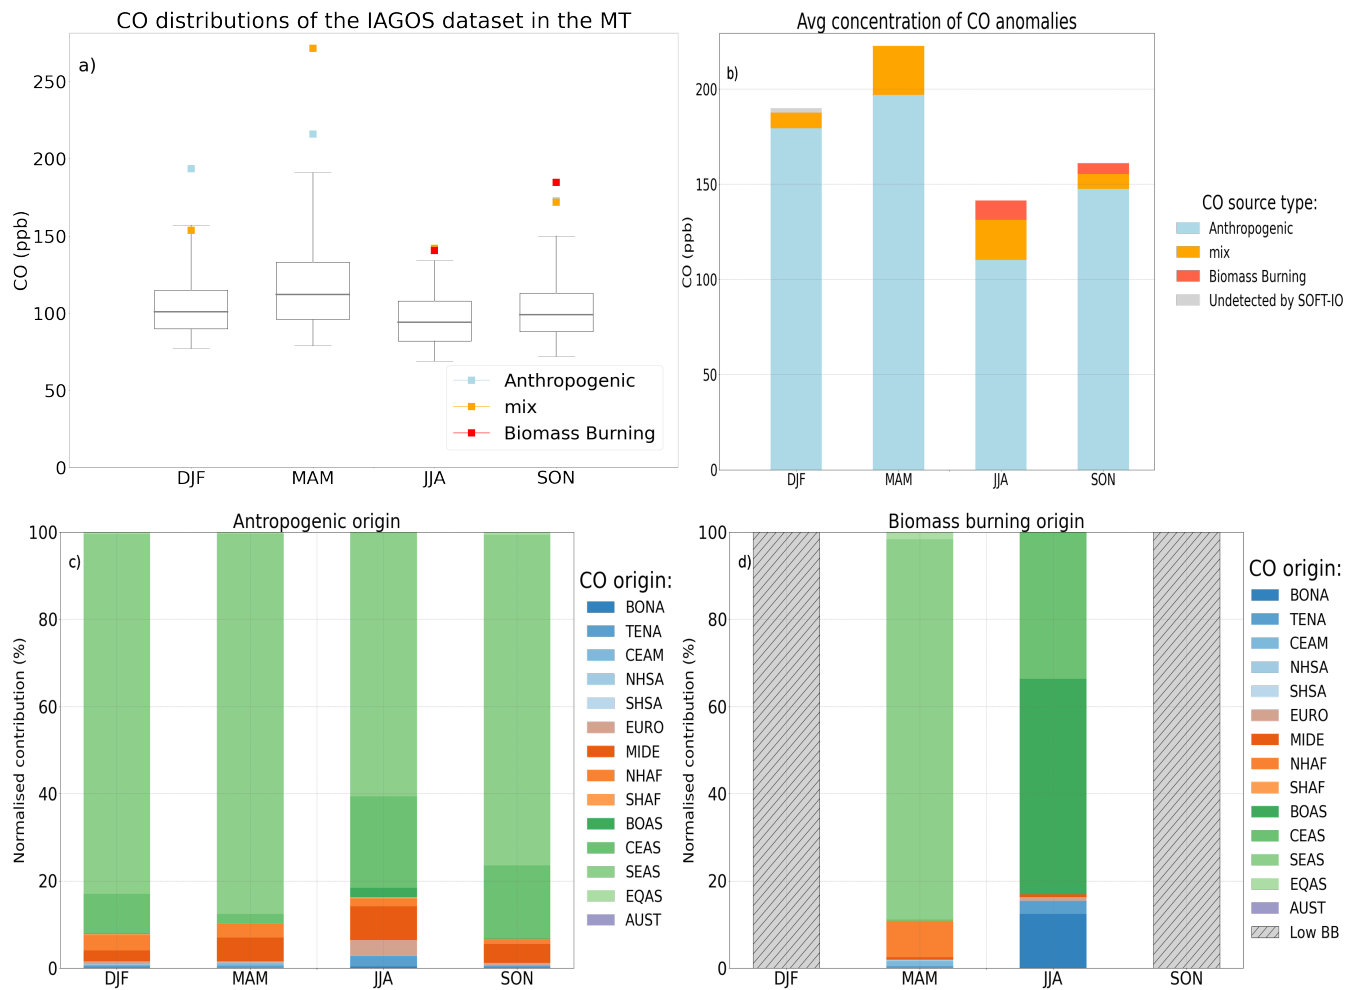 CO distributions of the IAGOS dataset in the MT
a)
CO (ppb)
250
200
150
100
50
0
DJF MAM JJA SON
Anthropogenic
mix
Biomass Burning
Avg concentration of CO anomalies
b)
CO (ppb)
200
150
100
50
0
DJF MAM JJA SON
CO source type:
Anthropogenic
mix
Biomass Burning
Undetected by SOFT-IO
Antropogenic origin
c)
Normalised contribution (%)
100
80
60
40
20
0
DJF MAM JJA SON
CO origin:
BONA
TENA
CEAM
NHSA
SHSA
EURO
MIDE
NHAF
SHAF
BOAS
CEAS
SEAS
EQAS
AUST
Biomass burning origin
d)
Normalised contribution (%)
100
80
60
40
20
0
DJF MAM JJA SON
CO origin:
BONA
TENA
CEAM
NHSA
SHSA
EURO
MIDE
NHAF
SHAF
BOAS
CEAS
SEAS
EQAS
AUST
Low BB